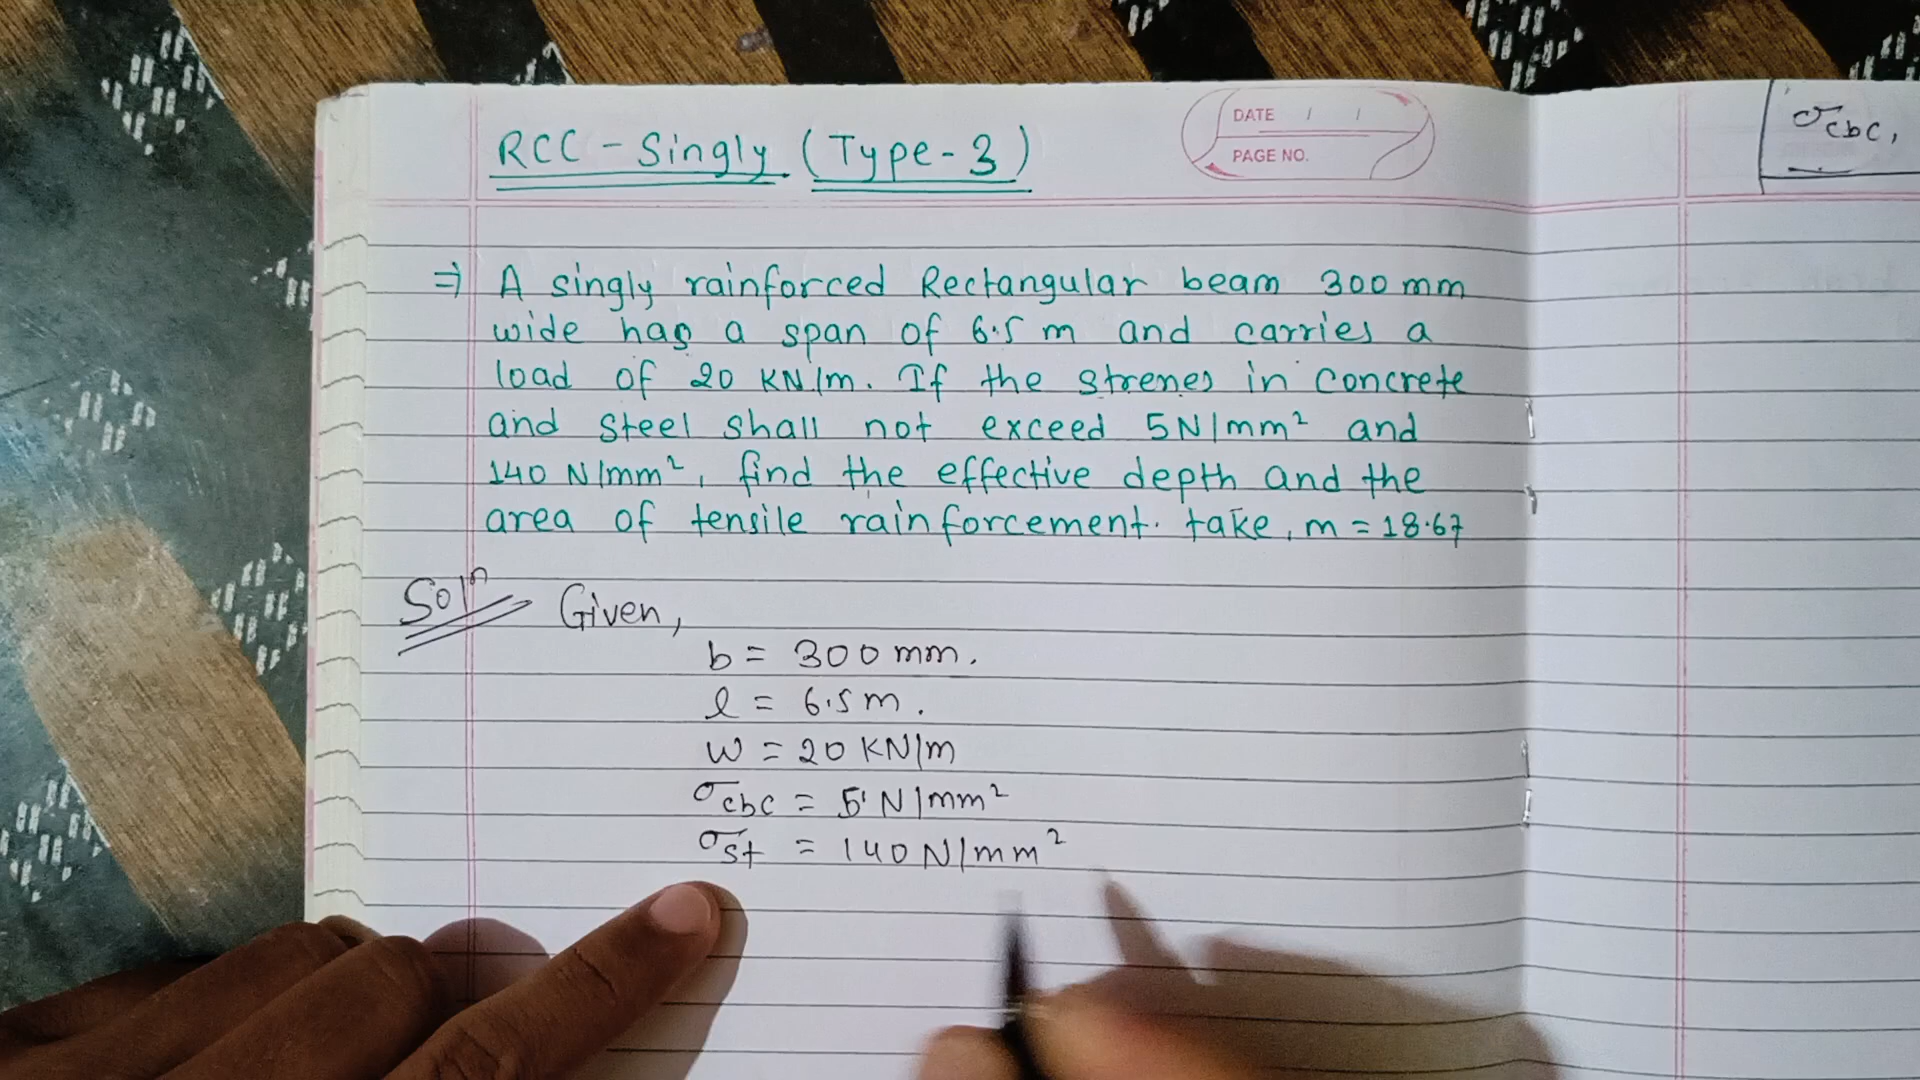 RCC - Singly (Type-3)
DATE / /
PAGE NO.
σcbc,
⇒ A singly rainforced Rectangular beam 300 mm
wide has a span of 6.5 m and carries a
load of 20 KN/m. If the stresses in concrete
and steel shall not exceed 5N/mm² and
140 N/mm², find the effective depth and the
area of tensile rainforcement. take, m = 18.67
Solⁿ Given,
b = 300 mm.
l = 6.5 m.
w = 20 KN/m
σcbc = 5 N/mm²
σst = 140 N/mm²